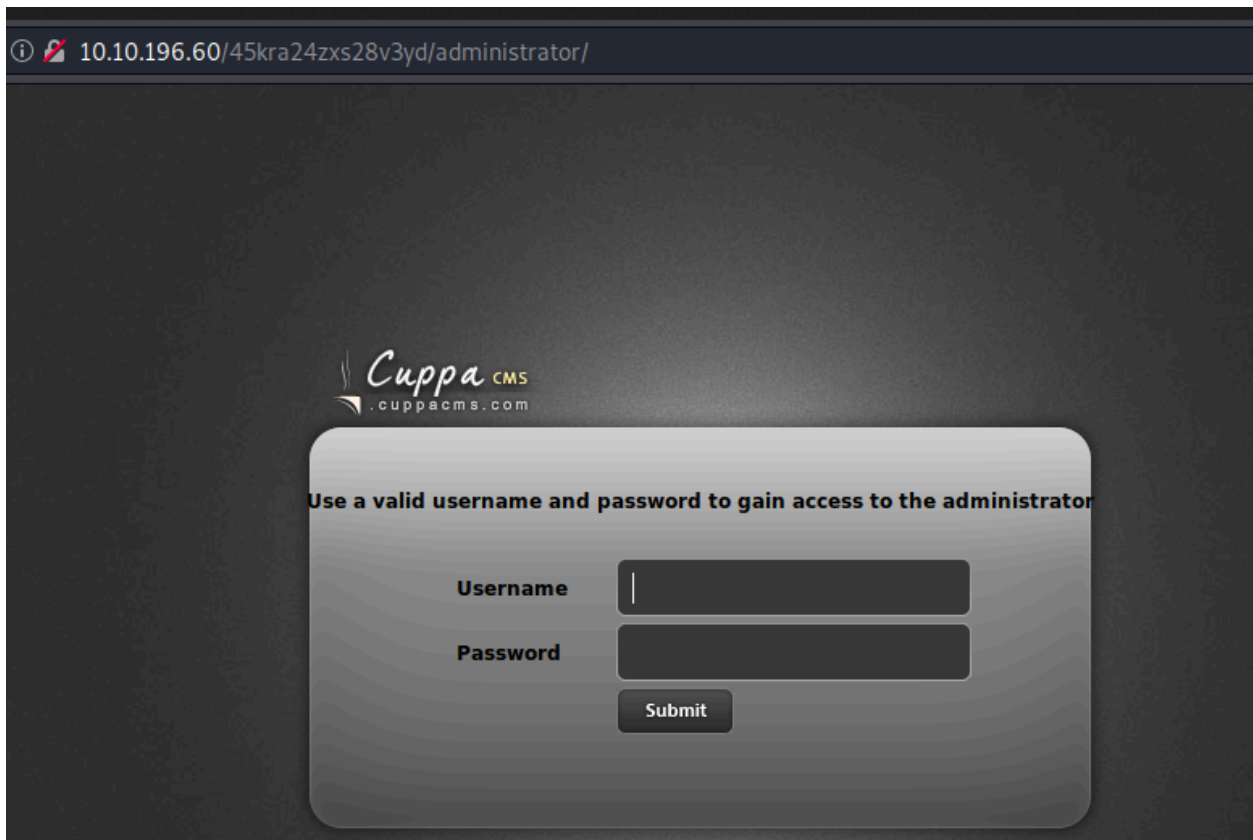 10.10.196.60/45kra24zxs28v3yd/administrator/
Cuppa CMS
.cuppacms.com
Use a valid username and password to gain access to the administrator
Username
Password
Submit